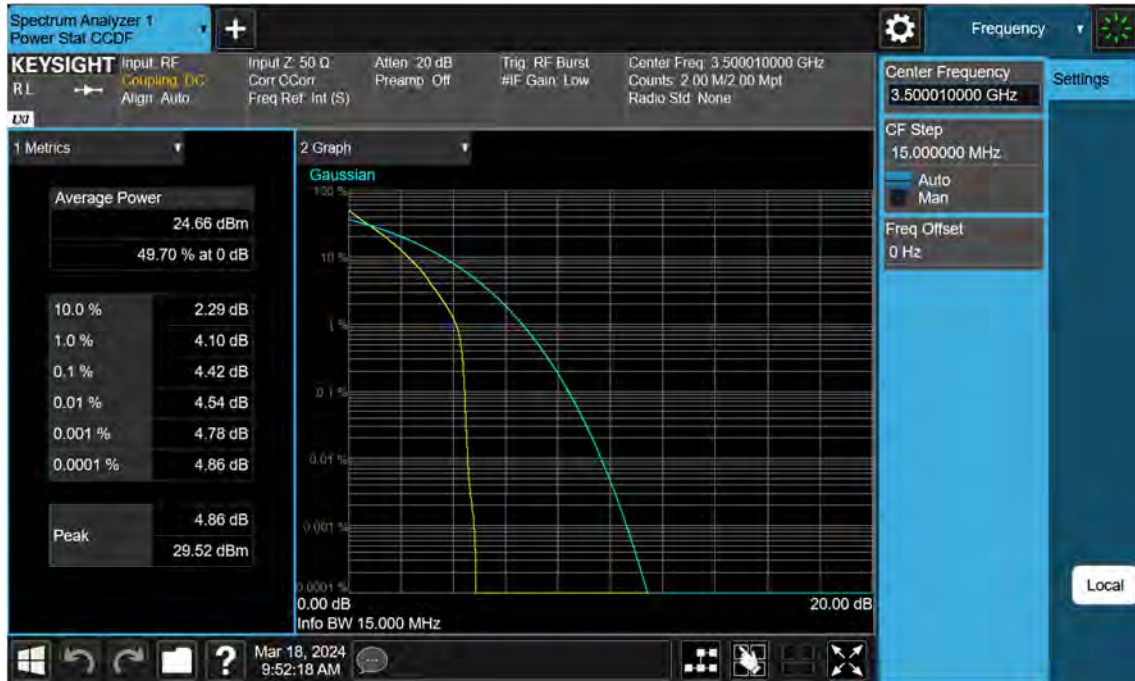 Spectrum Analyzer 1
Power Stat CCDF
Frequency
KEYSIGHT
RL
LXI
Input: RF
Coupling: DC
Align: Auto
Input Z: 50 Ω
Corr CCorr
Freq Ref: Int (S)
Atten: 20 dB
Preamp: Off
Trig: RF Burst
#IF Gain: Low
Center Freq: 3.500010000 GHz
Counts: 2.00 M/2.00 Mpt
Radio Std: None
Center Frequency
3.500010000 GHz
Settings
CF Step
15.000000 MHz
Auto
Man
Freq Offset
0 Hz
1 Metrics
Average Power
24.66 dBm
49.70 % at 0 dB
10.0 % 2.29 dB
1.0 % 4.10 dB
0.1 % 4.42 dB
0.01 % 4.54 dB
0.001 % 4.78 dB
0.0001 % 4.86 dB
Peak
4.86 dB
29.52 dBm
2 Graph
Gaussian
100 %
10 %
1 %
0.1 %
0.01 %
0.001 %
0.0001 %
0.00 dB 20.00 dB
Info BW 15.000 MHz
Local
?
Mar 18, 2024
9:52:18 AM